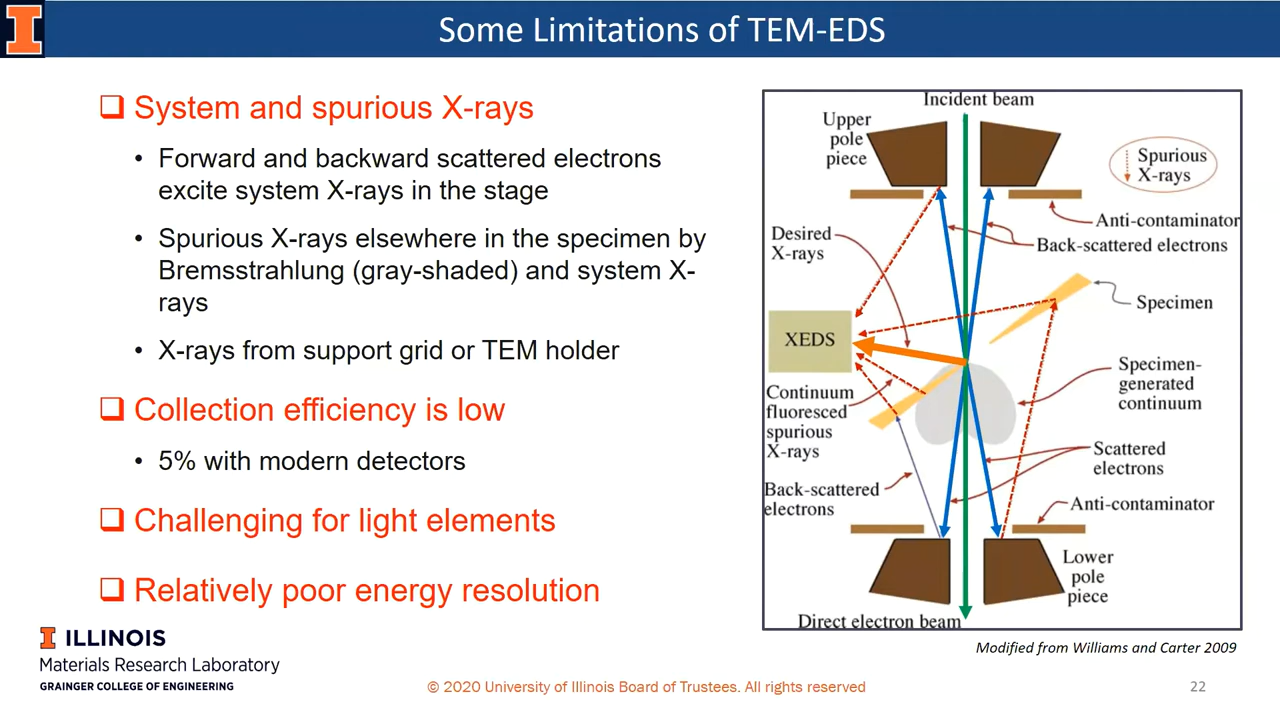 Some Limitations of TEM-EDS
❑ System and spurious X-rays
• Forward and backward scattered electrons
excite system X-rays in the stage
• Spurious X-rays elsewhere in the specimen by
Bremsstrahlung (gray-shaded) and system X-
rays
• X-rays from support grid or TEM holder
❑ Collection efficiency is low
• 5% with modern detectors
❑ Challenging for light elements
❑ Relatively poor energy resolution
Incident beam
Upper
pole
piece
Spurious
X-rays
Anti-contaminator
Back-scattered electrons
Desired
X-rays
Specimen
XEDS
Specimen-
generated
continuum
Continuum
fluoresced
spurious
X-rays
Scattered
electrons
Back-scattered
electrons
Anti-contaminator
Lower
pole
piece
Direct electron beam
Modified from Williams and Carter 2009
I ILLINOIS
Materials Research Laboratory
GRAINGER COLLEGE OF ENGINEERING
© 2020 University of Illinois Board of Trustees. All rights reserved
22